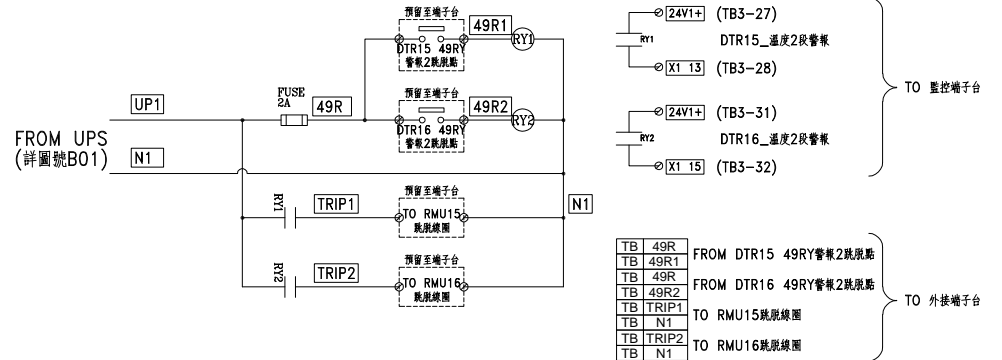 預留至端子台
49R1
DTR15 49RY
警報2跳脫點
RY1
FUSE
2A
49R
UP1
預留至端子台
49R2
DTR16 49RY
警報2跳脫點
RY2
FROM UPS
(詳圖號B01)
N1
RY1
TRIP1
預留至端子台
TO RMU15
跳脫線圈
N1
RY2
TRIP2
預留至端子台
TO RMU16
跳脫線圈
24V1+ (TB3-27)
RY1
DTR15_溫度2段警報
X1 13 (TB3-28)
24V1+ (TB3-31)
RY2
DTR16_溫度2段警報
X1 15 (TB3-32)
TO 監控端子台
TB 49R
TB 49R1
FROM DTR15 49RY警報2跳脫點
TB 49R
TB 49R2
FROM DTR16 49RY警報2跳脫點
TB TRIP1
TB N1
TO RMU15跳脫線圈
TB TRIP2
TB N1
TO RMU16跳脫線圈
TO 外接端子台